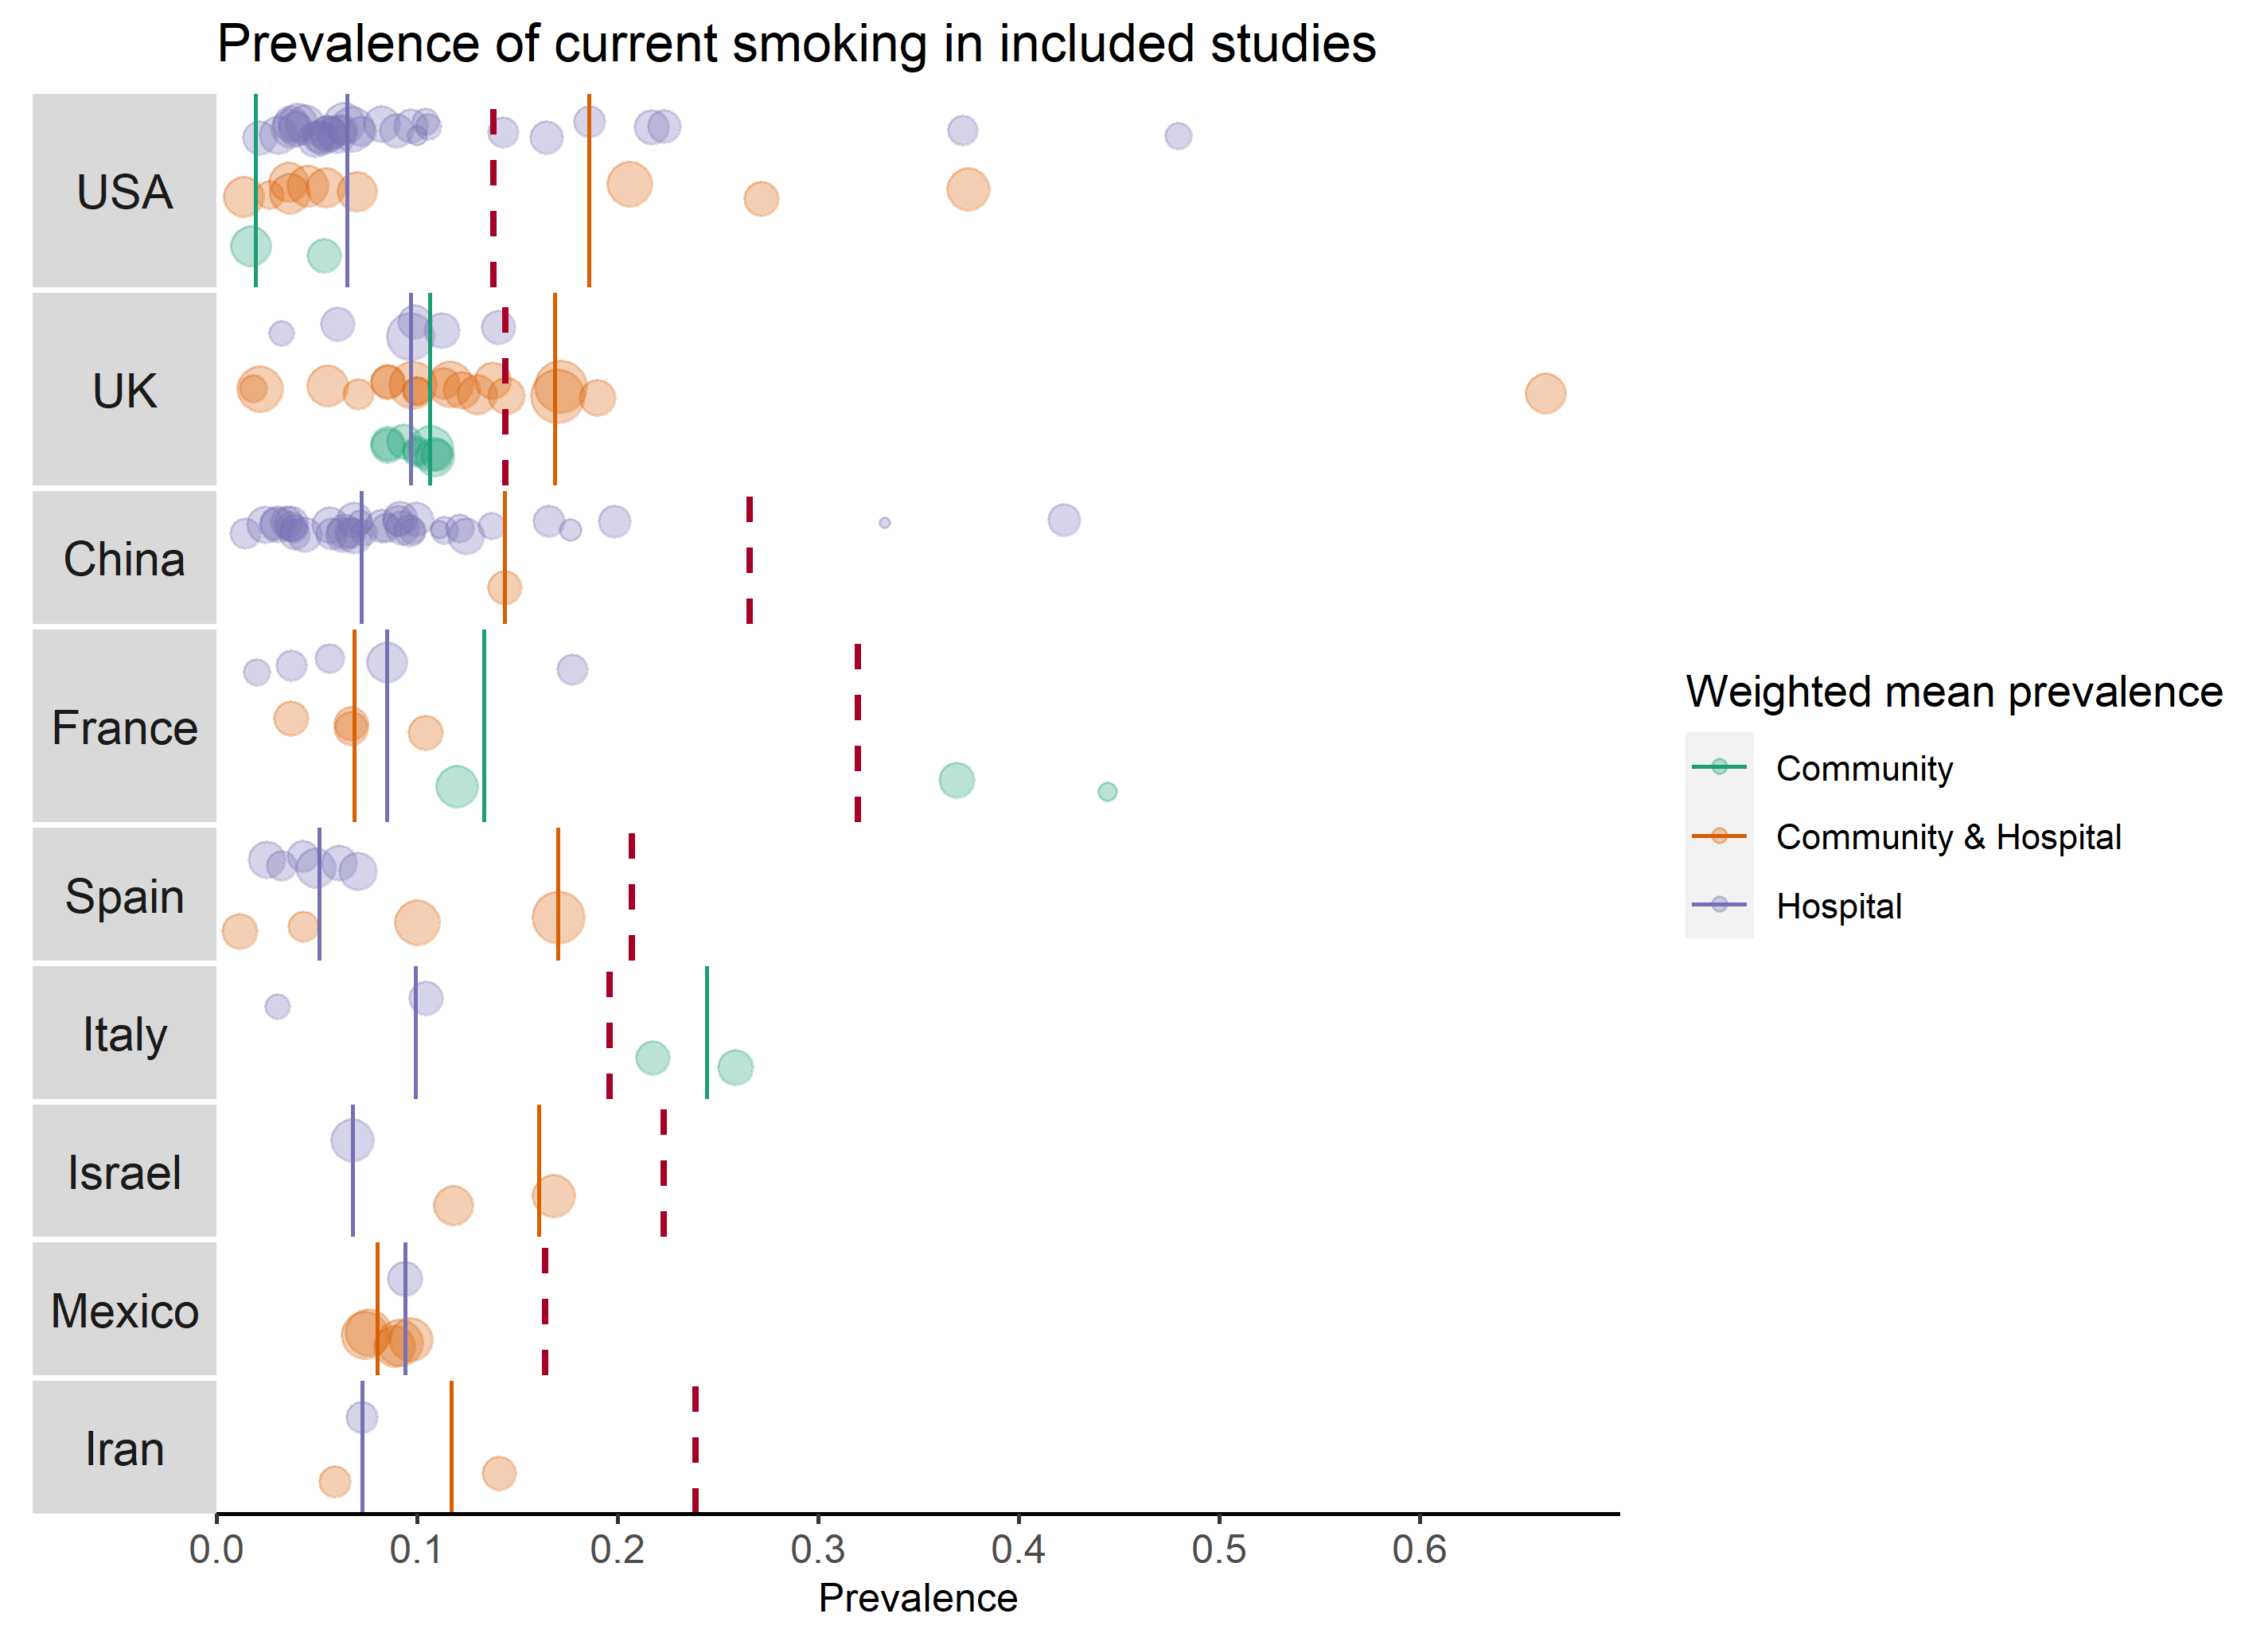 Prevalence of current smoking in included studies
USA
UK
China
France
Spain
Italy
Israel
Mexico
Iran
0.0 0.1 0.2 0.3 0.4 0.5 0.6
Prevalence
Weighted mean prevalence
Community
Community & Hospital
Hospital